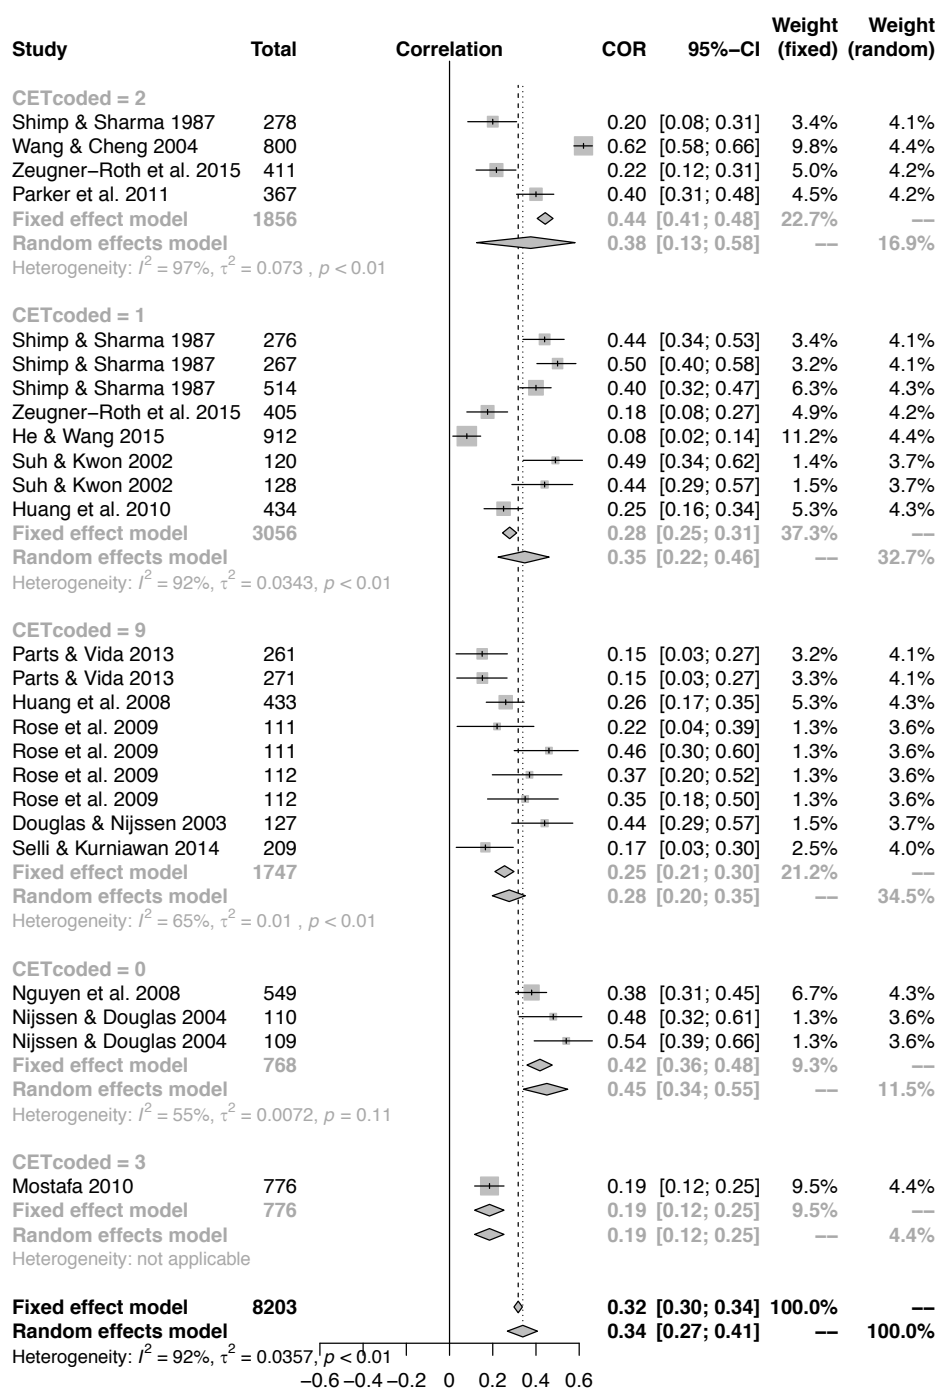 Weight Weight
Study Total Correlation COR 95%−CI (fixed) (random)
CETcoded = 2
Shimp & Sharma 1987 278 0.20 [0.08; 0.31] 3.4% 4.1%
Wang & Cheng 2004 800 0.62 [0.58; 0.66] 9.8% 4.4%
Zeugner−Roth et al. 2015 411 0.22 [0.12; 0.31] 5.0% 4.2%
Parker et al. 2011 367 0.40 [0.31; 0.48] 4.5% 4.2%
Fixed effect model 1856 0.44 [0.41; 0.48] 22.7% −−
Random effects model 0.38 [0.13; 0.58] −− 16.9%
Heterogeneity: I² = 97%, τ² = 0.073 , p < 0.01
CETcoded = 1
Shimp & Sharma 1987 276 0.44 [0.34; 0.53] 3.4% 4.1%
Shimp & Sharma 1987 267 0.50 [0.40; 0.58] 3.2% 4.1%
Shimp & Sharma 1987 514 0.40 [0.32; 0.47] 6.3% 4.3%
Zeugner−Roth et al. 2015 405 0.18 [0.08; 0.27] 4.9% 4.2%
He & Wang 2015 912 0.08 [0.02; 0.14] 11.2% 4.4%
Suh & Kwon 2002 120 0.49 [0.34; 0.62] 1.4% 3.7%
Suh & Kwon 2002 128 0.44 [0.29; 0.57] 1.5% 3.7%
Huang et al. 2010 434 0.25 [0.16; 0.34] 5.3% 4.3%
Fixed effect model 3056 0.28 [0.25; 0.31] 37.3% −−
Random effects model 0.35 [0.22; 0.46] −− 32.7%
Heterogeneity: I² = 92%, τ² = 0.0343, p < 0.01
CETcoded = 9
Parts & Vida 2013 261 0.15 [0.03; 0.27] 3.2% 4.1%
Parts & Vida 2013 271 0.15 [0.03; 0.27] 3.3% 4.1%
Huang et al. 2008 433 0.26 [0.17; 0.35] 5.3% 4.3%
Rose et al. 2009 111 0.22 [0.04; 0.39] 1.3% 3.6%
Rose et al. 2009 111 0.46 [0.30; 0.60] 1.3% 3.6%
Rose et al. 2009 112 0.37 [0.20; 0.52] 1.3% 3.6%
Rose et al. 2009 112 0.35 [0.18; 0.50] 1.3% 3.6%
Douglas & Nijssen 2003 127 0.44 [0.29; 0.57] 1.5% 3.7%
Selli & Kurniawan 2014 209 0.17 [0.03; 0.30] 2.5% 4.0%
Fixed effect model 1747 0.25 [0.21; 0.30] 21.2% −−
Random effects model 0.28 [0.20; 0.35] −− 34.5%
Heterogeneity: I² = 65%, τ² = 0.01 , p < 0.01
CETcoded = 0
Nguyen et al. 2008 549 0.38 [0.31; 0.45] 6.7% 4.3%
Nijssen & Douglas 2004 110 0.48 [0.32; 0.61] 1.3% 3.6%
Nijssen & Douglas 2004 109 0.54 [0.39; 0.66] 1.3% 3.6%
Fixed effect model 768 0.42 [0.36; 0.48] 9.3% −−
Random effects model 0.45 [0.34; 0.55] −− 11.5%
Heterogeneity: I² = 55%, τ² = 0.0072, p = 0.11
CETcoded = 3
Mostafa 2010 776 0.19 [0.12; 0.25] 9.5% 4.4%
Fixed effect model 776 0.19 [0.12; 0.25] 9.5% −−
Random effects model 0.19 [0.12; 0.25] −− 4.4%
Heterogeneity: not applicable
Fixed effect model 8203 0.32 [0.30; 0.34] 100.0% −−
Random effects model 0.34 [0.27; 0.41] −− 100.0%
Heterogeneity: I² = 92%, τ² = 0.0357, p < 0.01
−0.6 −0.4 −0.2 0 0.2 0.4 0.6